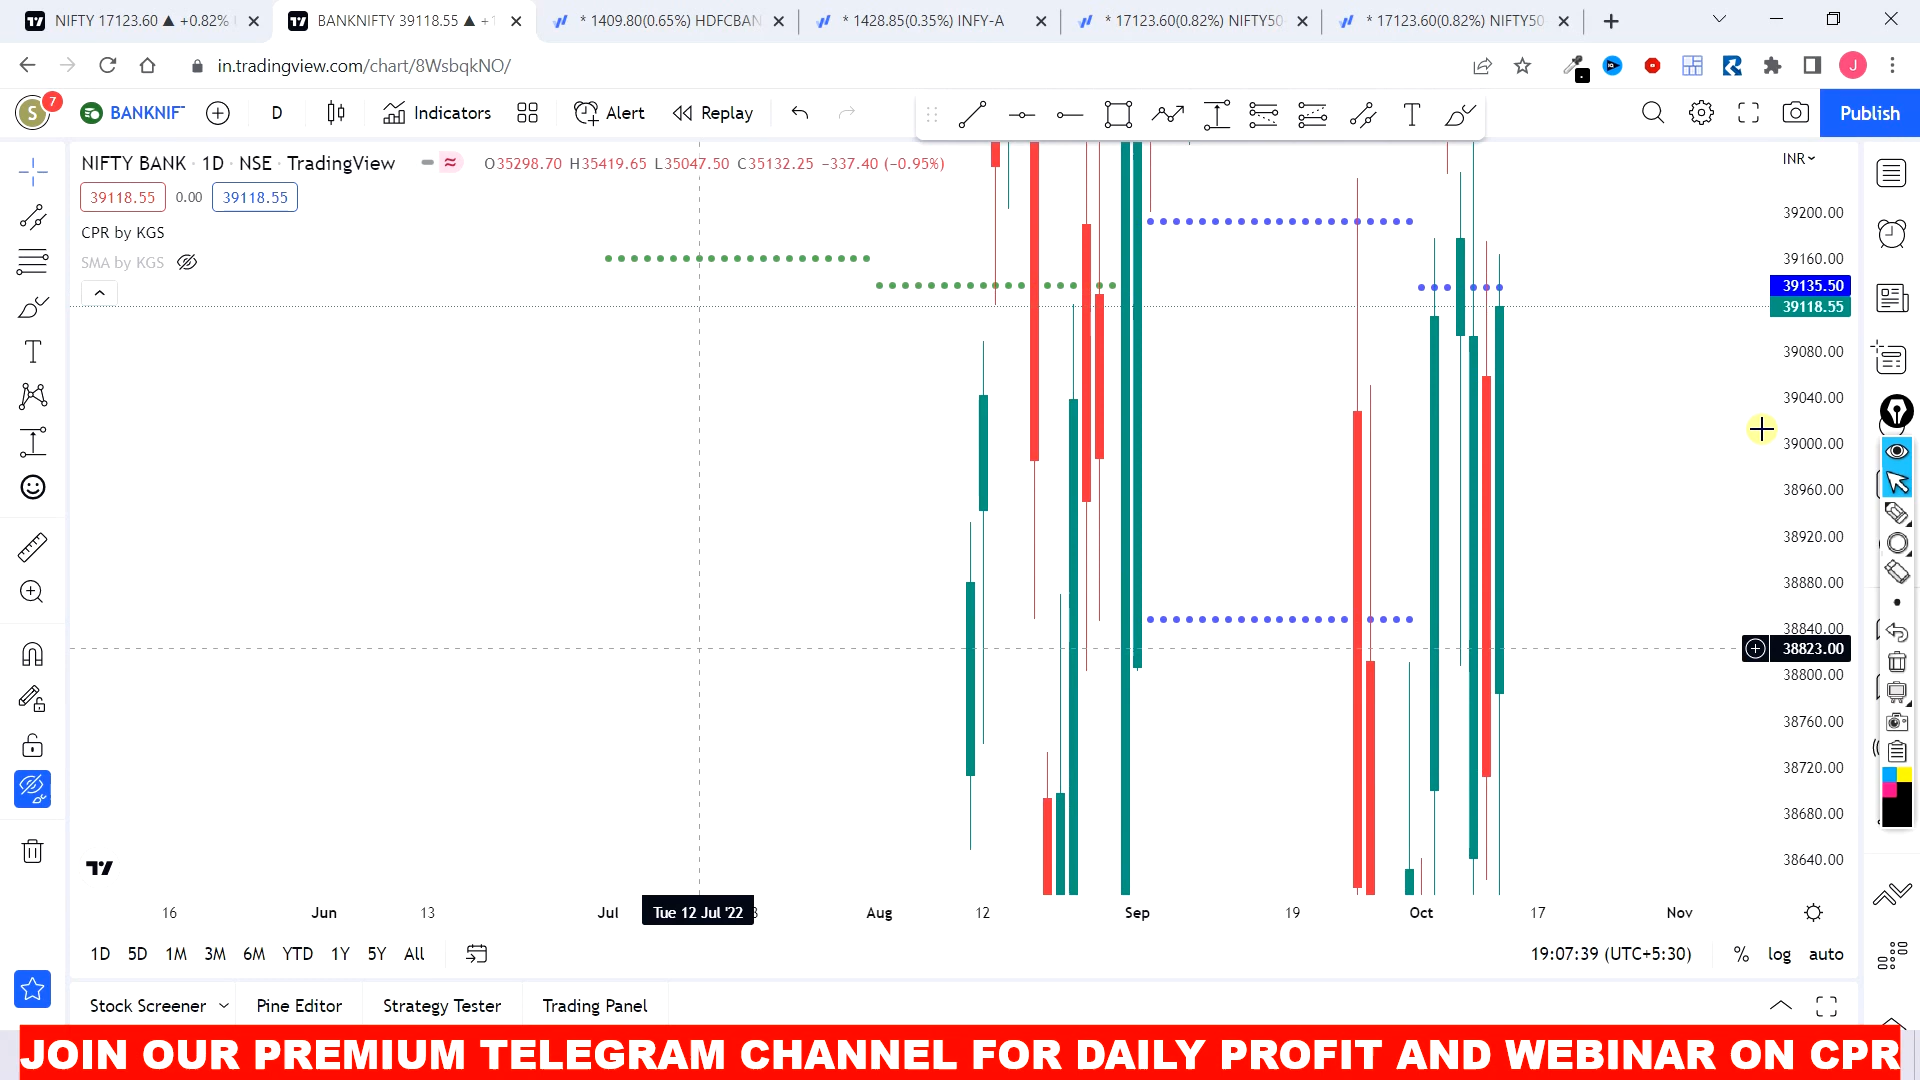 NIFTY 17123.60 ▲ +0.82%
BANKNIFTY 39118.55 ▲ +1
* 1409.80(0.65%) HDFCBAN
* 1428.85(0.35%) INFY-A
* 17123.60(0.82%) NIFTY50
* 17123.60(0.82%) NIFTY50
in.tradingview.com/chart/8WsbqkNO/
J
S
7
BANKNIF
D
Indicators
Alert
Replay
Publish
NIFTY BANK · 1D · NSE · TradingView
O35298.70 H35419.65 L35047.50 C35132.25 −337.40 (−0.95%)
INR
39118.55
0.00
39118.55
CPR by KGS
SMA by KGS
39200.00
39160.00
39135.50
39118.55
39080.00
39040.00
39000.00
38960.00
38920.00
38880.00
38840.00
38823.00
38800.00
38760.00
38720.00
38680.00
38640.00
16
Jun
13
Jul
Tue 12 Jul '22
Aug
12
Sep
19
Oct
17
Nov
1D 5D 1M 3M 6M YTD 1Y 5Y All
19:07:39 (UTC+5:30)
% log auto
Stock Screener
Pine Editor
Strategy Tester
Trading Panel
JOIN OUR PREMIUM TELEGRAM CHANNEL FOR DAILY PROFIT AND WEBINAR ON CPR